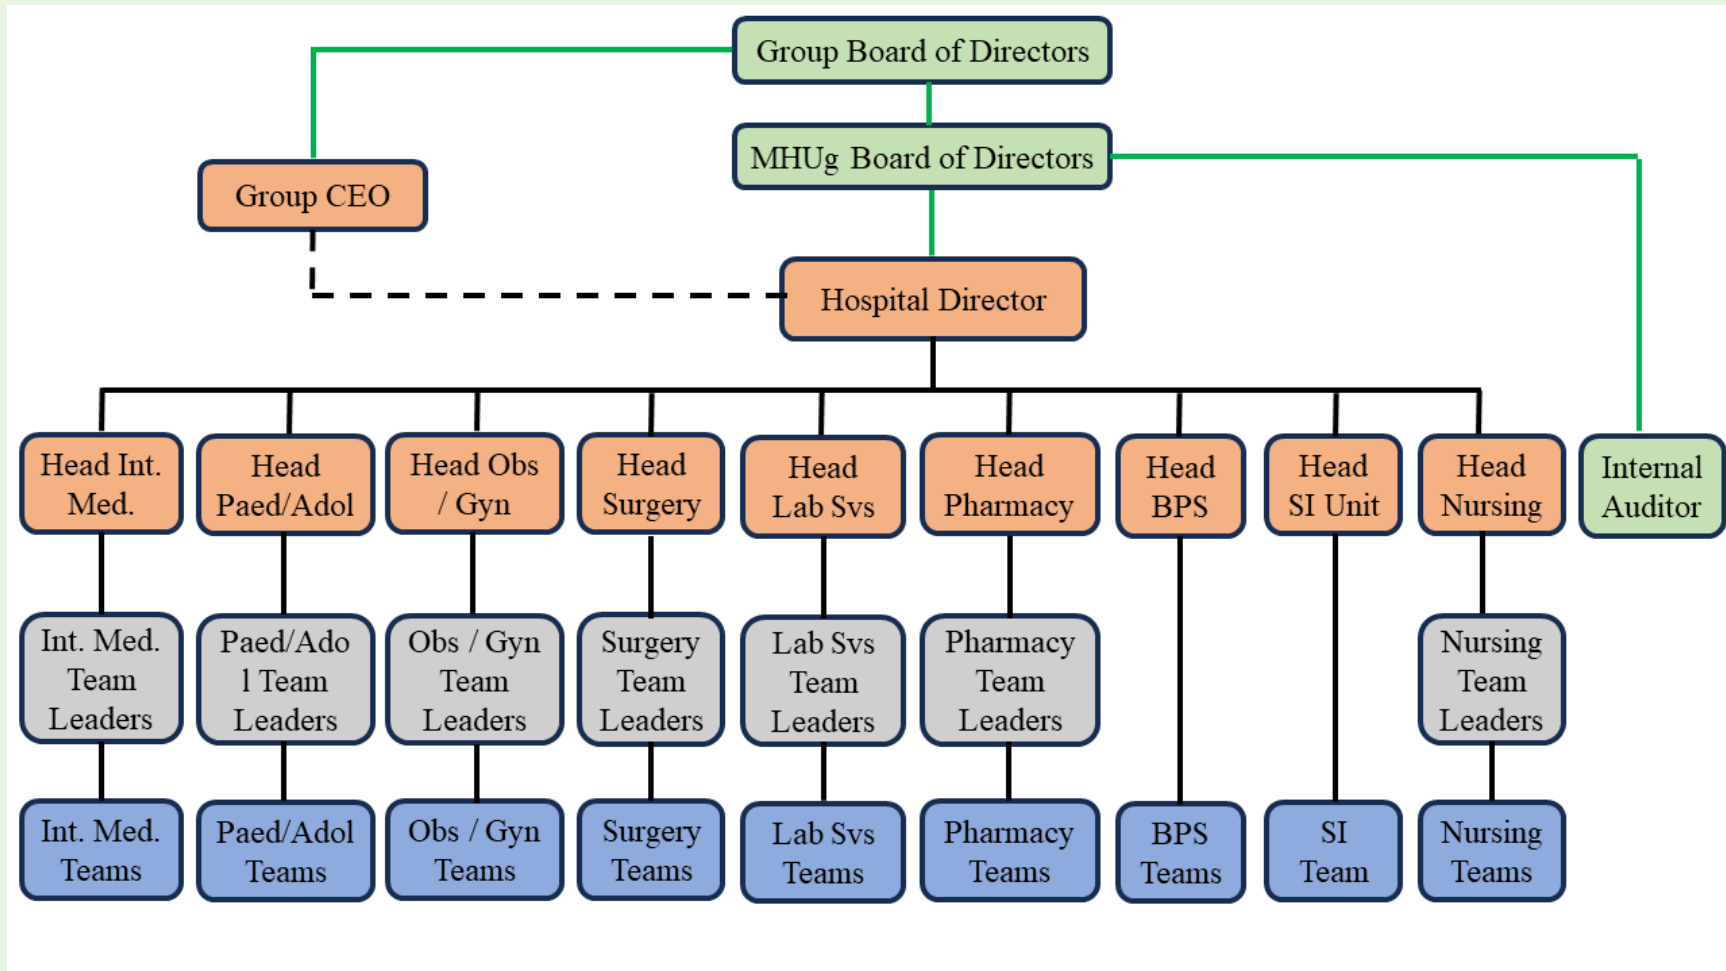 Group Board of Directors
MHUg Board of Directors
Group CEO
Hospital Director
Head Int.
Med.
Head
Paed/Adol
Head Obs
/ Gyn
Head
Surgery
Head
Lab Svs
Head
Pharmacy
Head
BPS
Head
SI Unit
Head
Nursing
Internal
Auditor
Int. Med.
Team
Leaders
Paed/Ado
l Team
Leaders
Obs / Gyn
Team
Leaders
Surgery
Team
Leaders
Lab Svs
Team
Leaders
Pharmacy
Team
Leaders
Nursing
Team
Leaders
Int. Med.
Teams
Paed/Adol
Teams
Obs / Gyn
Teams
Surgery
Teams
Lab Svs
Teams
Pharmacy
Teams
BPS
Teams
SI
Team
Nursing
Teams